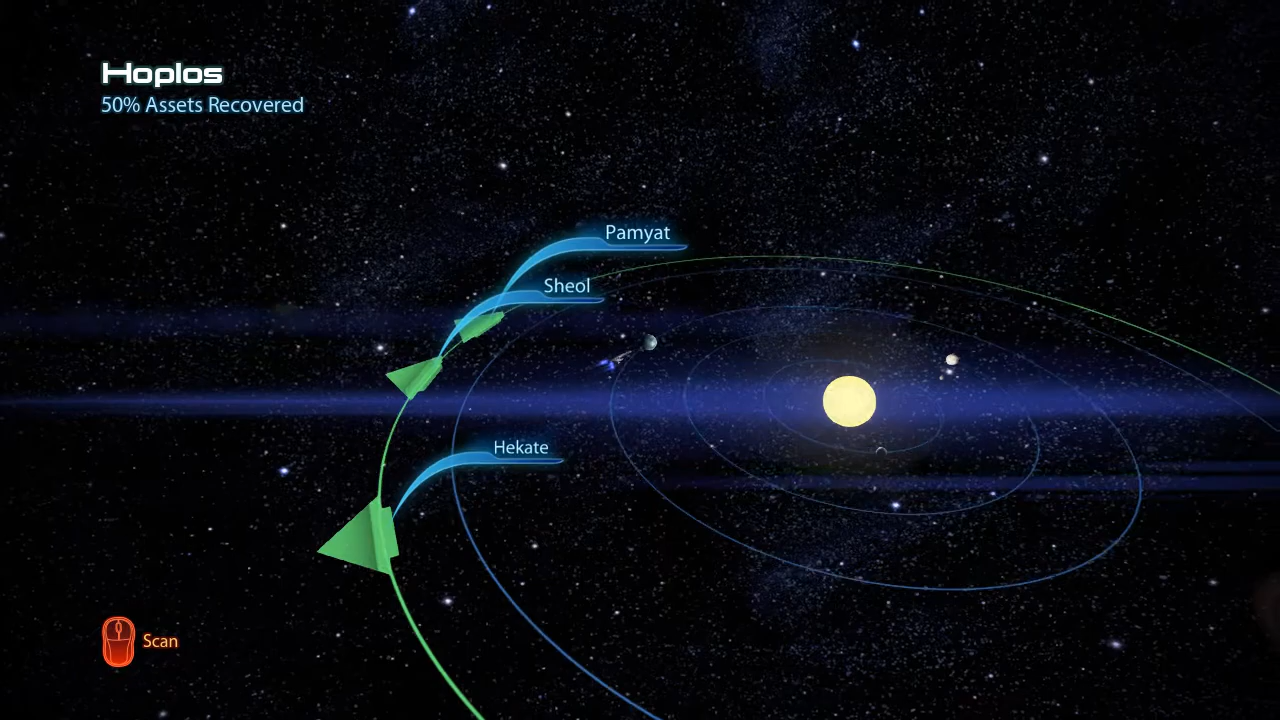 Hoplos
50% Assets Recovered
Pamyat
Sheol
Hekate
Scan